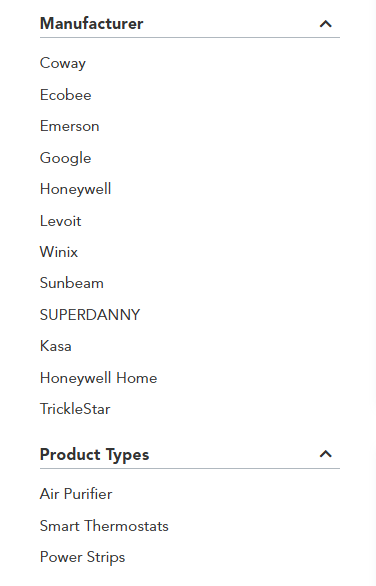 Manufacturer
Coway
Ecobee
Emerson
Google
Honeywell
Levoit
Winix
Sunbeam
SUPERDANNY
Kasa
Honeywell Home
TrickleStar
Product Types
Air Purifier
Smart Thermostats
Power Strips